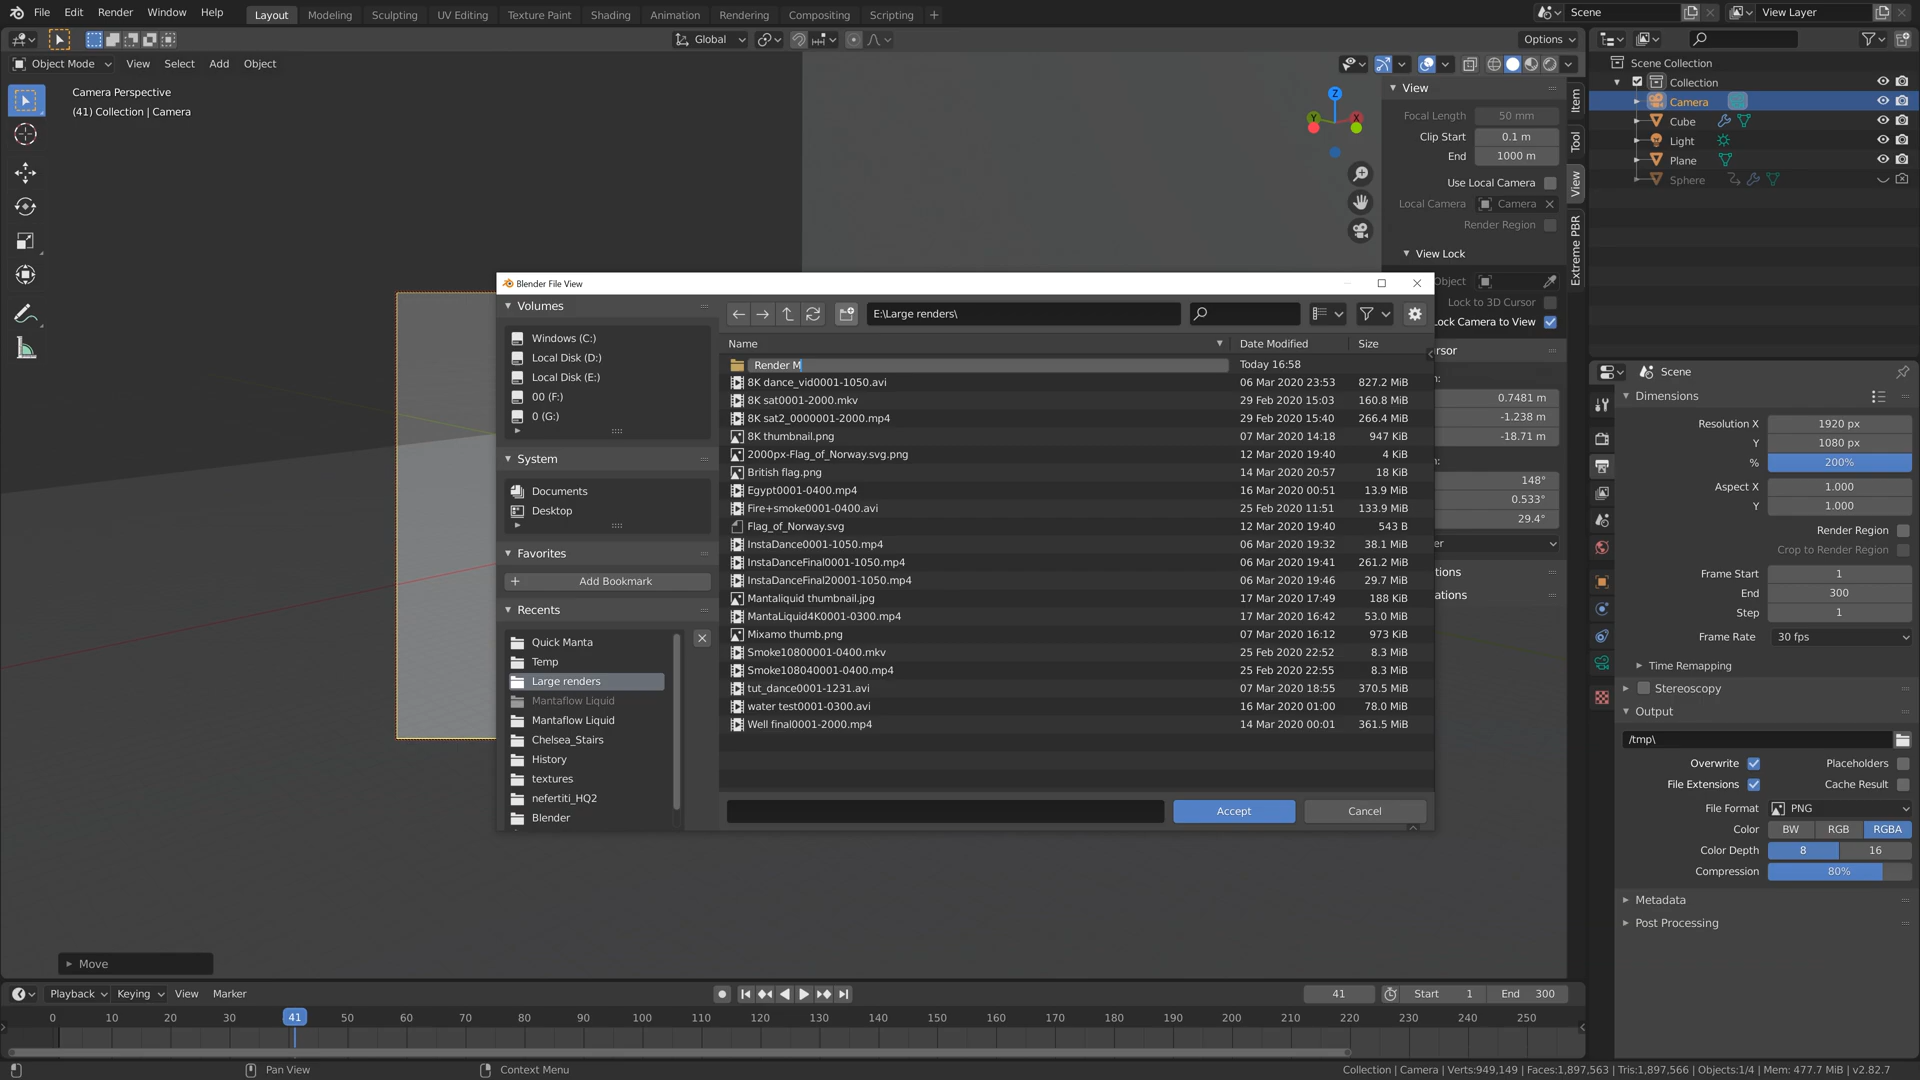 File Edit Render Window Help Layout Modeling Sculpting UV Editing Texture Paint Shading Animation Rendering Compositing Scripting + Scene View Layer
Global Options
Object Mode View Select Add Object
Camera Perspective
(41) Collection | Camera
View
Focal Length 50 mm
Clip Start 0.1 m
End 1000 m
Use Local Camera
Local Camera Camera
Render Region
View Lock
Object
Lock to 3D Cursor
Lock Camera to View
Item
Tool
View
Extreme PBR
Scene Collection
Collection
Camera
Cube
Light
Plane
Sphere
Blender File View
Volumes
Windows (C:)
Local Disk (D:)
Local Disk (E:)
00 (F:)
0 (G:)
System
Documents
Desktop
Favorites
Add Bookmark
Recents
Quick Manta
Temp
Large renders
Mantaflow Liquid
Mantaflow Liquid
Chelsea_Stairs
History
textures
nefertiti_HQ2
Blender
E:\Large renders\
Name Date Modified Size
Render M Today 16:58
8K dance_vid0001-1050.avi 06 Mar 2020 23:53 827.2 MiB
8K sat0001-2000.mkv 29 Feb 2020 15:03 160.8 MiB
8K sat2_0000001-2000.mp4 29 Feb 2020 15:40 266.4 MiB
8K thumbnail.png 07 Mar 2020 14:18 947 KiB
2000px-Flag_of_Norway.svg.png 12 Mar 2020 19:40 4 KiB
British flag.png 14 Mar 2020 20:57 18 KiB
Egypt0001-0400.mp4 16 Mar 2020 00:51 13.9 MiB
Fire+smoke0001-0400.avi 25 Feb 2020 11:51 133.9 MiB
Flag_of_Norway.svg 12 Mar 2020 19:40 543 B
InstaDance0001-1050.mp4 06 Mar 2020 19:32 38.1 MiB
InstaDanceFinal0001-1050.mp4 06 Mar 2020 19:41 261.2 MiB
InstaDanceFinal20001-1050.mp4 06 Mar 2020 19:46 29.7 MiB
Mantaliquid thumbnail.jpg 17 Mar 2020 17:49 188 KiB
MantaLiquid4K0001-0300.mp4 17 Mar 2020 16:42 53.0 MiB
Mixamo thumb.png 07 Mar 2020 16:12 973 KiB
Smoke10800001-0400.mkv 25 Feb 2020 22:52 8.3 MiB
Smoke108040001-0400.mp4 25 Feb 2020 22:55 8.3 MiB
tut_dance0001-1231.avi 07 Mar 2020 18:55 370.5 MiB
water test0001-0300.avi 16 Mar 2020 01:00 78.0 MiB
Well final0001-2000.mp4 14 Mar 2020 00:01 361.5 MiB
Accept Cancel
rsor
n:
0.7481 m
-1.238 m
-18.71 m
n:
148°
0.533°
29.4°
er
tions
ations
Scene
Dimensions
Resolution X 1920 px
Y 1080 px
% 200%
Aspect X 1.000
Y 1.000
Render Region
Crop to Render Region
Frame Start 1
End 300
Step 1
Frame Rate 30 fps
Time Remapping
Stereoscopy
Output
/tmp\
Overwrite Placeholders
File Extensions Cache Result
File Format PNG
Color BW RGB RGBA
Color Depth 8 16
Compression 80%
Metadata
Post Processing
Move
Playback Keying View Marker 41 Start 1 End 300
0 10 20 30 41 50 60 70 80 90 100 110 120 130 140 150 160 170 180 190 200 210 220 230 240 250
Pan View Context Menu Collection | Camera | Verts:949,149 | Faces:1,897,563 | Tris:1,897,566 | Objects:1/4 | Mem: 477.7 MiB | v2.82.7